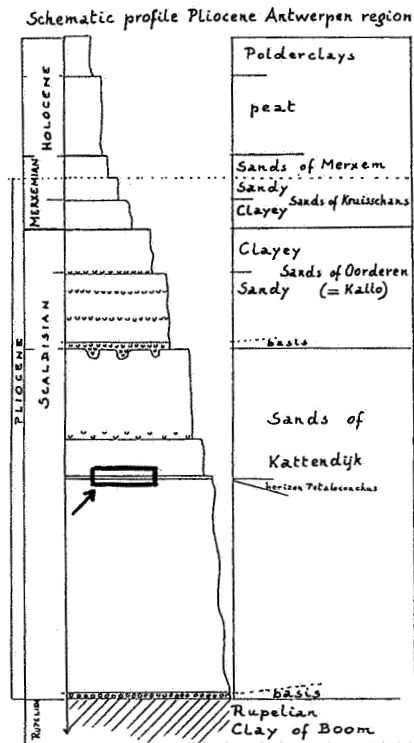 Schematic profile Pliocene Antwerpen region
HOLOCENE
MERXEMIAN
PLIOCENE
SCALDISIAN
RUPELIAN
Polderclays
peat
Sands of Merxem
Sandy
Clayey Sands of Kruisschans
Clayey
Sands of Oorderen
Sandy (= Kallo)
basis
Sands of
Kattendijk
horizon Petaloconchus
basis
Rupelian
Clay of Boom